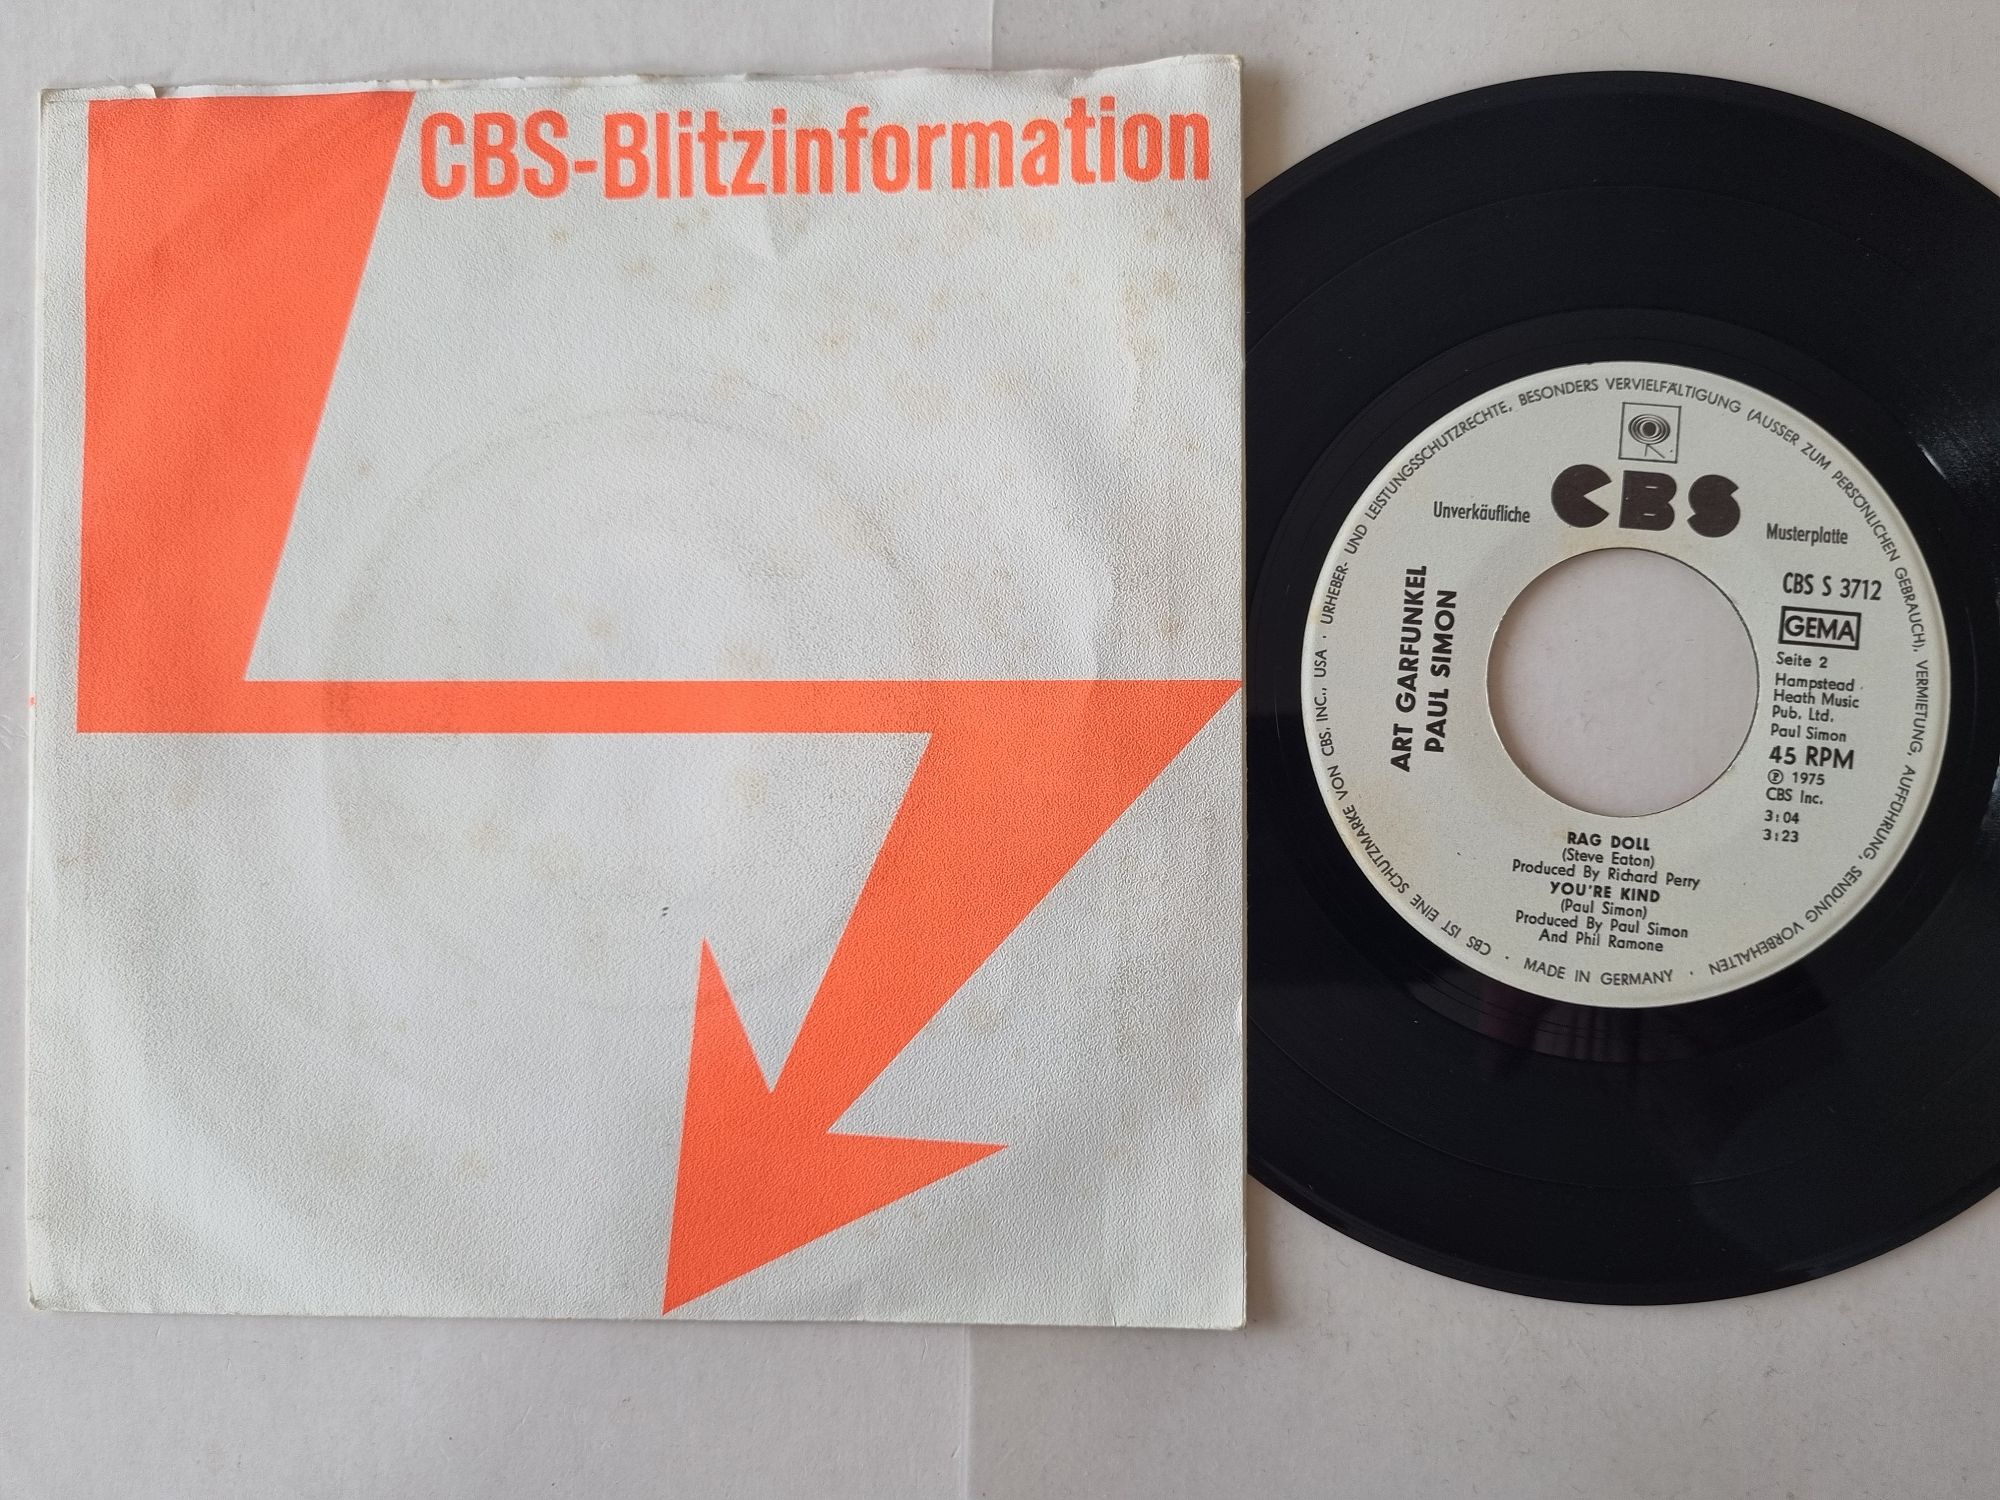 CBS-Blitzinformation
URHEBER- UND LEISTUNGSSCHUTZRECHTE, BESONDERS VERVIELFÄLTIGUNG (AUSSER ZUM PERSÖNLICHEN GEBRAUCH), VERMIETUNG, AUFFÜHRUNG, SENDUNG VORBEHALTEN ·
CBS
Unverkäufliche
Musterplatte
ART GARFUNKEL
PAUL SIMON
CBS S 3712
GEMA
Seite 2
Hampstead
Heath Music
Pub. Ltd.
Paul Simon
45 RPM
℗ 1975
CBS Inc.
3:04
3:23
RAG DOLL
(Steve Eaton)
Produced By Richard Perry
YOU'RE KIND
(Paul Simon)
Produced By Paul Simon
And Phil Ramone
MADE IN GERMANY ·
CBS IST EINE SCHUTZMARKE VON CBS, INC., USA ·